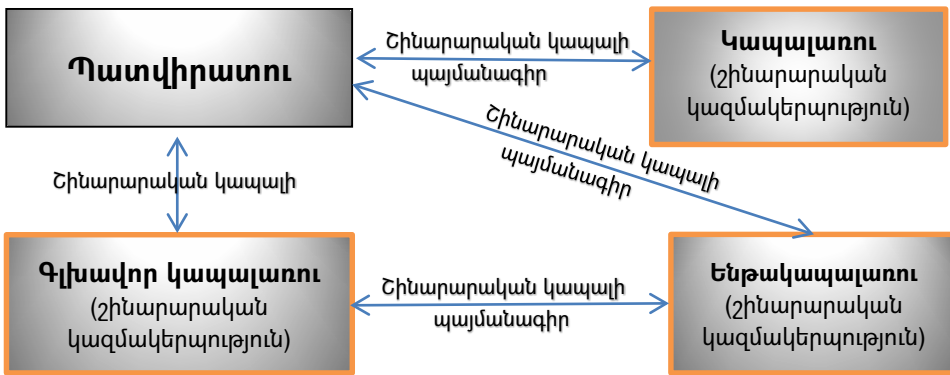 Պատվիրատու
Շինարարական կապալի
պայմանագիր
Կապալառու
(շինարարական
կազմակերպություն)
Շինարարական կապալի
պայմանագիր
Շինարարական կապալի
Գլխավոր կապալառու
(շինարարական
կազմակերպություն)
Շինարարական կապալի
պայմանագիր
Ենթակապալառու
(շինարարական
կազմակերպություն)